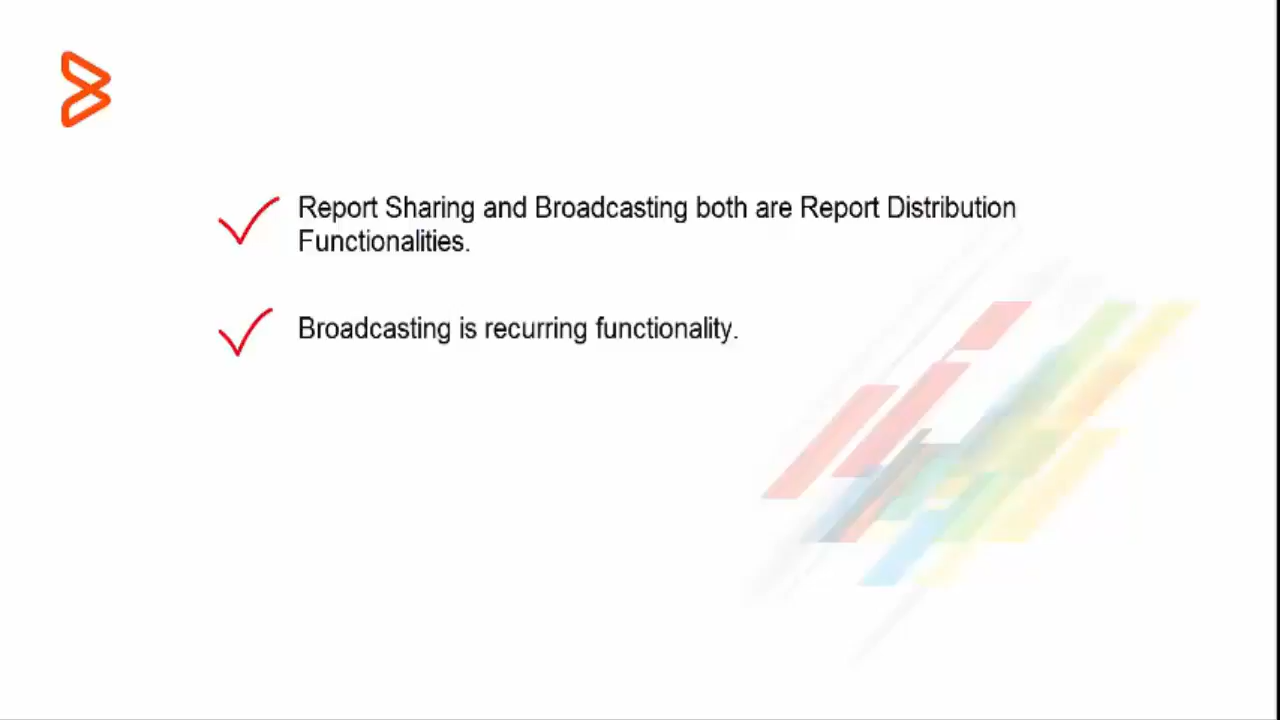 Report Sharing and Broadcasting both are Report Distribution
Functionalities.
Broadcasting is recurring functionality.